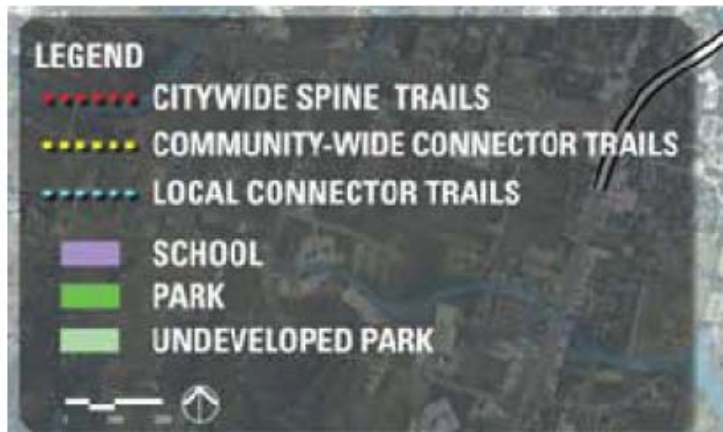 LEGEND
CITYWIDE SPINE TRAILS
COMMUNITY-WIDE CONNECTOR TRAILS
LOCAL CONNECTOR TRAILS
SCHOOL
PARK
UNDEVELOPED PARK